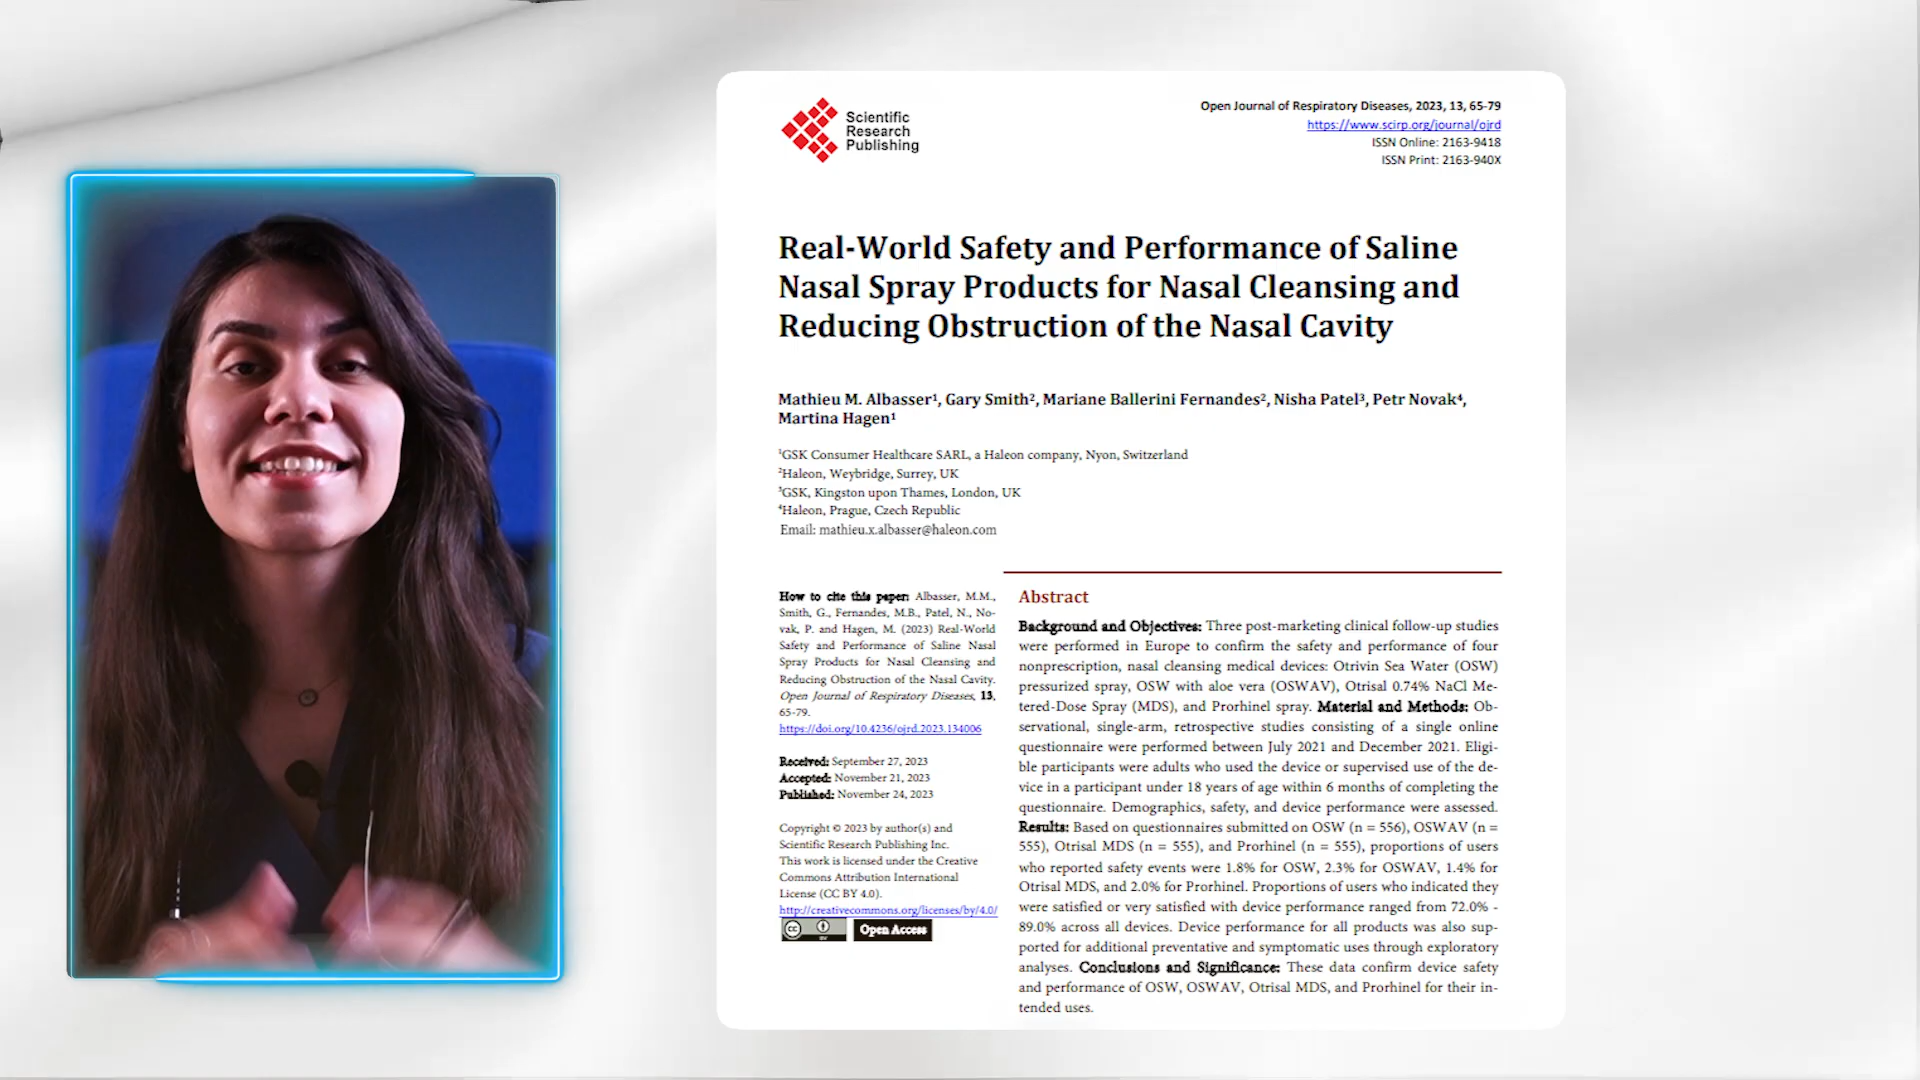 Scientific
Research
Publishing
Open Journal of Respiratory Diseases, 2023, 13, 65-79
https://www.scirp.org/journal/ojrd
ISSN Online: 2163-9418
ISSN Print: 2163-940X
Real-World Safety and Performance of Saline
Nasal Spray Products for Nasal Cleansing and
Reducing Obstruction of the Nasal Cavity
Mathieu M. Albasser¹, Gary Smith², Mariane Ballerini Fernandes², Nisha Patel³, Petr Novak⁴,
Martina Hagen¹
¹GSK Consumer Healthcare SARL, a Haleon company, Nyon, Switzerland
²Haleon, Weybridge, Surrey, UK
³GSK, Kingston upon Thames, London, UK
⁴Haleon, Prague, Czech Republic
Email: mathieu.x.albasser@haleon.com
How to cite this paper: Albasser, M.M.,
Smith, G., Fernandes, M.B., Patel, N., No-
vak, P. and Hagen, M. (2023) Real-World
Safety and Performance of Saline Nasal
Spray Products for Nasal Cleansing and
Reducing Obstruction of the Nasal Cavity.
Open Journal of Respiratory Diseases, 13,
65-79.
https://doi.org/10.4236/ojrd.2023.134006
Received: September 27, 2023
Accepted: November 21, 2023
Published: November 24, 2023
Copyright © 2023 by author(s) and
Scientific Research Publishing Inc.
This work is licensed under the Creative
Commons Attribution International
License (CC BY 4.0).
http://creativecommons.org/licenses/by/4.0/
cc BY Open Access
Abstract
Background and Objectives: Three post-marketing clinical follow-up studies
were performed in Europe to confirm the safety and performance of four
nonprescription, nasal cleansing medical devices: Otrivin Sea Water (OSW)
pressurized spray, OSW with aloe vera (OSWAV), Otrisal 0.74% NaCl Me-
tered-Dose Spray (MDS), and Prorhinel spray. Material and Methods: Ob-
servational, single-arm, retrospective studies consisting of a single online
questionnaire were performed between July 2021 and December 2021. Eligi-
ble participants were adults who used the device or supervised use of the de-
vice in a participant under 18 years of age within 6 months of completing the
questionnaire. Demographics, safety, and device performance were assessed.
Results: Based on questionnaires submitted on OSW (n = 556), OSWAV (n =
555), Otrisal MDS (n = 555), and Prorhinel (n = 555), proportions of users
who reported safety events were 1.8% for OSW, 2.3% for OSWAV, 1.4% for
Otrisal MDS, and 2.0% for Prorhinel. Proportions of users who indicated they
were satisfied or very satisfied with device performance ranged from 72.0% -
89.0% across all devices. Device performance for all products was also sup-
ported for additional preventative and symptomatic uses through exploratory
analyses. Conclusions and Significance: These data confirm device safety
and performance of OSW, OSWAV, Otrisal MDS, and Prorhinel for their in-
tended uses.